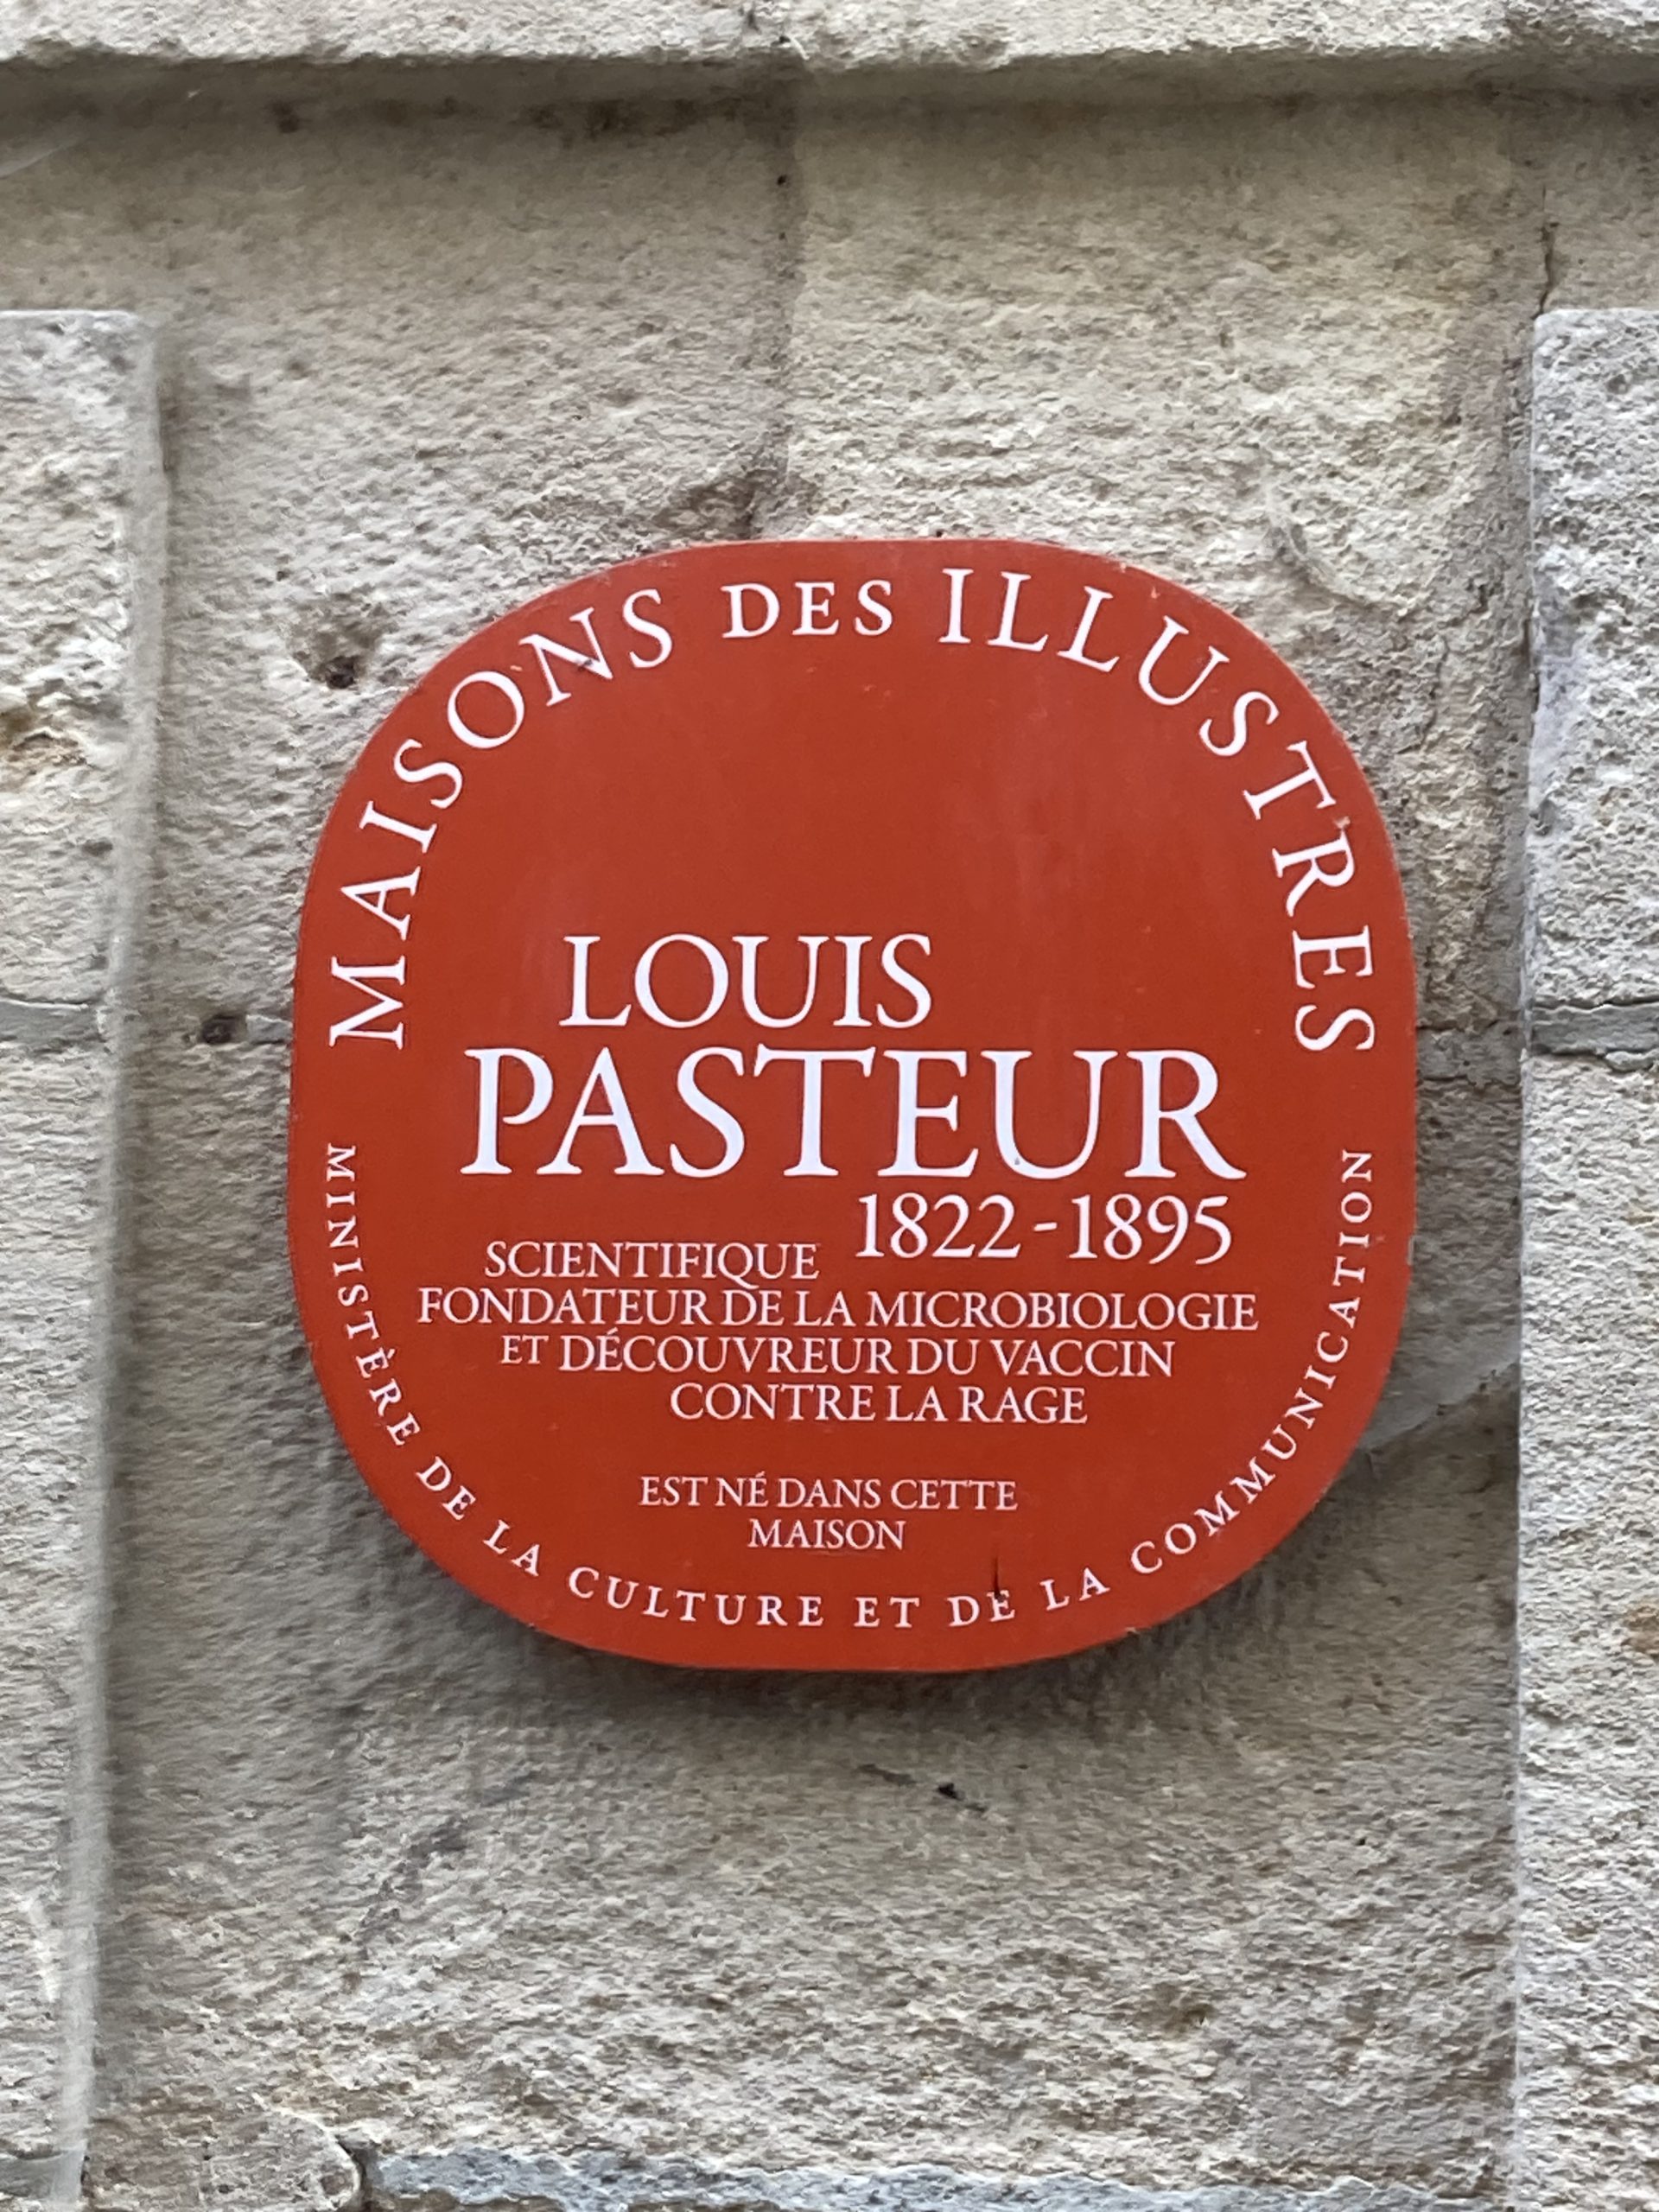 MAISONS DES ILLUSTRES
LOUIS
PASTEUR
1822-1895
SCIENTIFIQUE
FONDATEUR DE LA MICROBIOLOGIE
ET DÉCOUVREUR DU VACCIN
CONTRE LA RAGE
EST NÉ DANS CETTE
MAISON
MINISTÈRE DE LA CULTURE ET DE LA COMMUNICATION